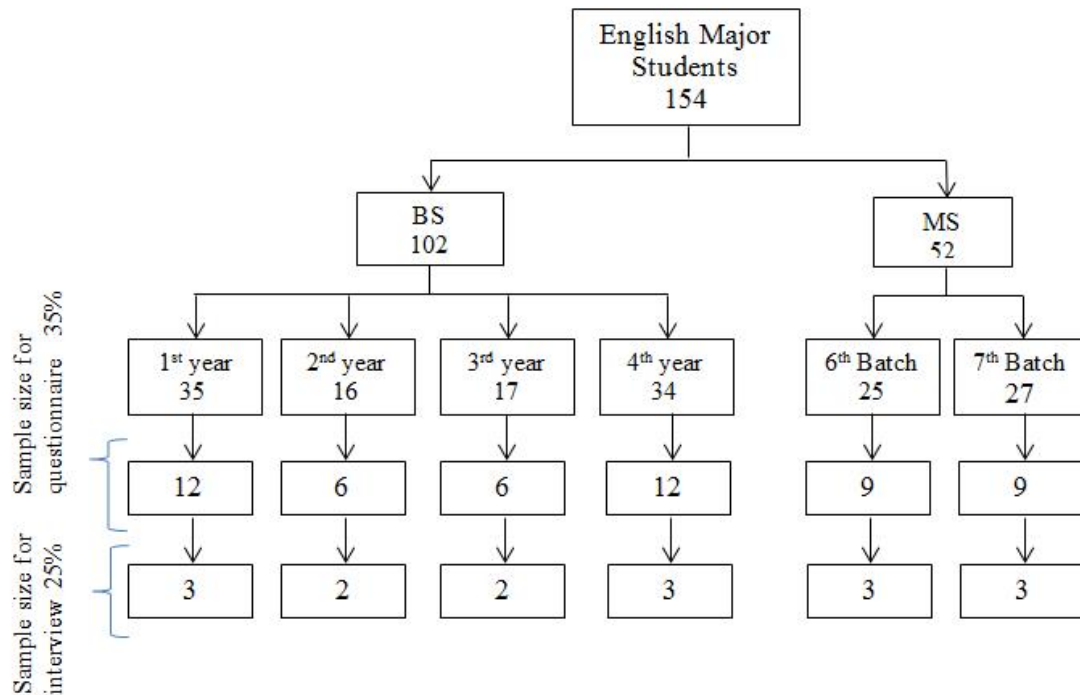 English Major
Students
154
BS
102
MS
52
1st year
35
2nd year
16
3rd year
17
4th year
34
6th Batch
25
7th Batch
27
Sample size for
questionnaire 35%
12
6
6
12
9
9
Sample size for
interview 25%
3
2
2
3
3
3